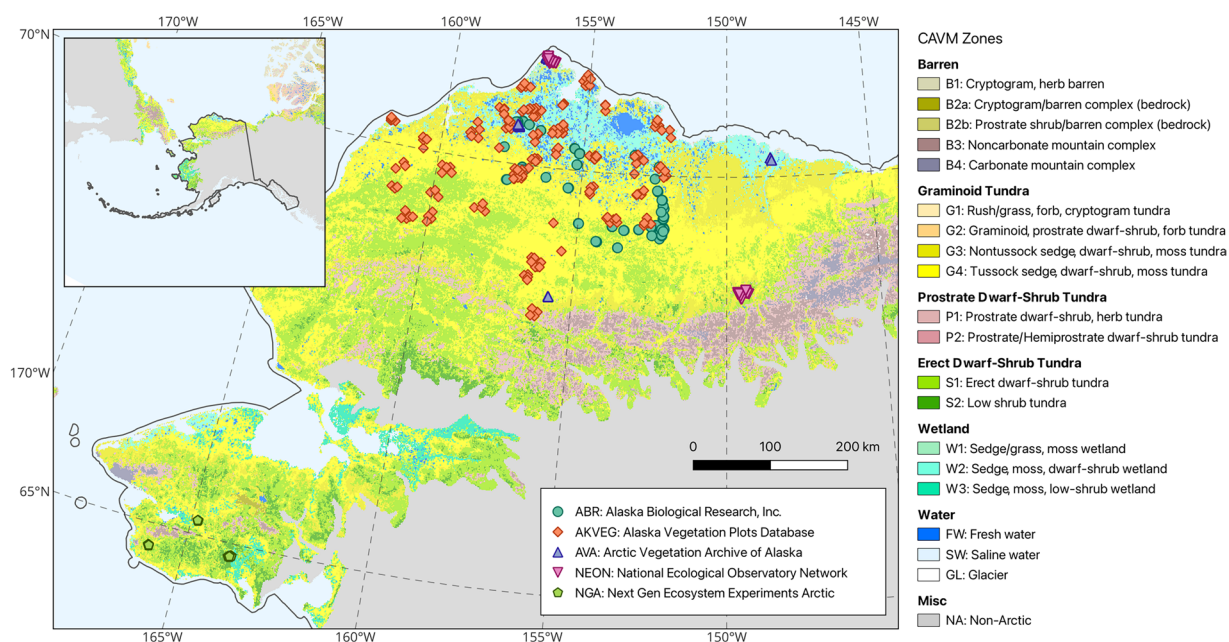 170°W 165°W 160°W 155°W 150°W 145°W
70°N
170°W
65°N
165°W 160°W 155°W 150°W
0 100 200 km
ABR: Alaska Biological Research, Inc.
AKVEG: Alaska Vegetation Plots Database
AVA: Arctic Vegetation Archive of Alaska
NEON: National Ecological Observatory Network
NGA: Next Gen Ecosystem Experiments Arctic
CAVM Zones
Barren
B1: Cryptogram, herb barren
B2a: Cryptogram/barren complex (bedrock)
B2b: Prostrate shrub/barren complex (bedrock)
B3: Noncarbonate mountain complex
B4: Carbonate mountain complex
Graminoid Tundra
G1: Rush/grass, forb, cryptogram tundra
G2: Graminoid, prostrate dwarf-shrub, forb tundra
G3: Nontussock sedge, dwarf-shrub, moss tundra
G4: Tussock sedge, dwarf-shrub, moss tundra
Prostrate Dwarf-Shrub Tundra
P1: Prostrate dwarf-shrub, herb tundra
P2: Prostrate/Hemiprostrate dwarf-shrub tundra
Erect Dwarf-Shrub Tundra
S1: Erect dwarf-shrub tundra
S2: Low shrub tundra
Wetland
W1: Sedge/grass, moss wetland
W2: Sedge, moss, dwarf-shrub wetland
W3: Sedge, moss, low-shrub wetland
Water
FW: Fresh water
SW: Saline water
GL: Glacier
Misc
NA: Non-Arctic